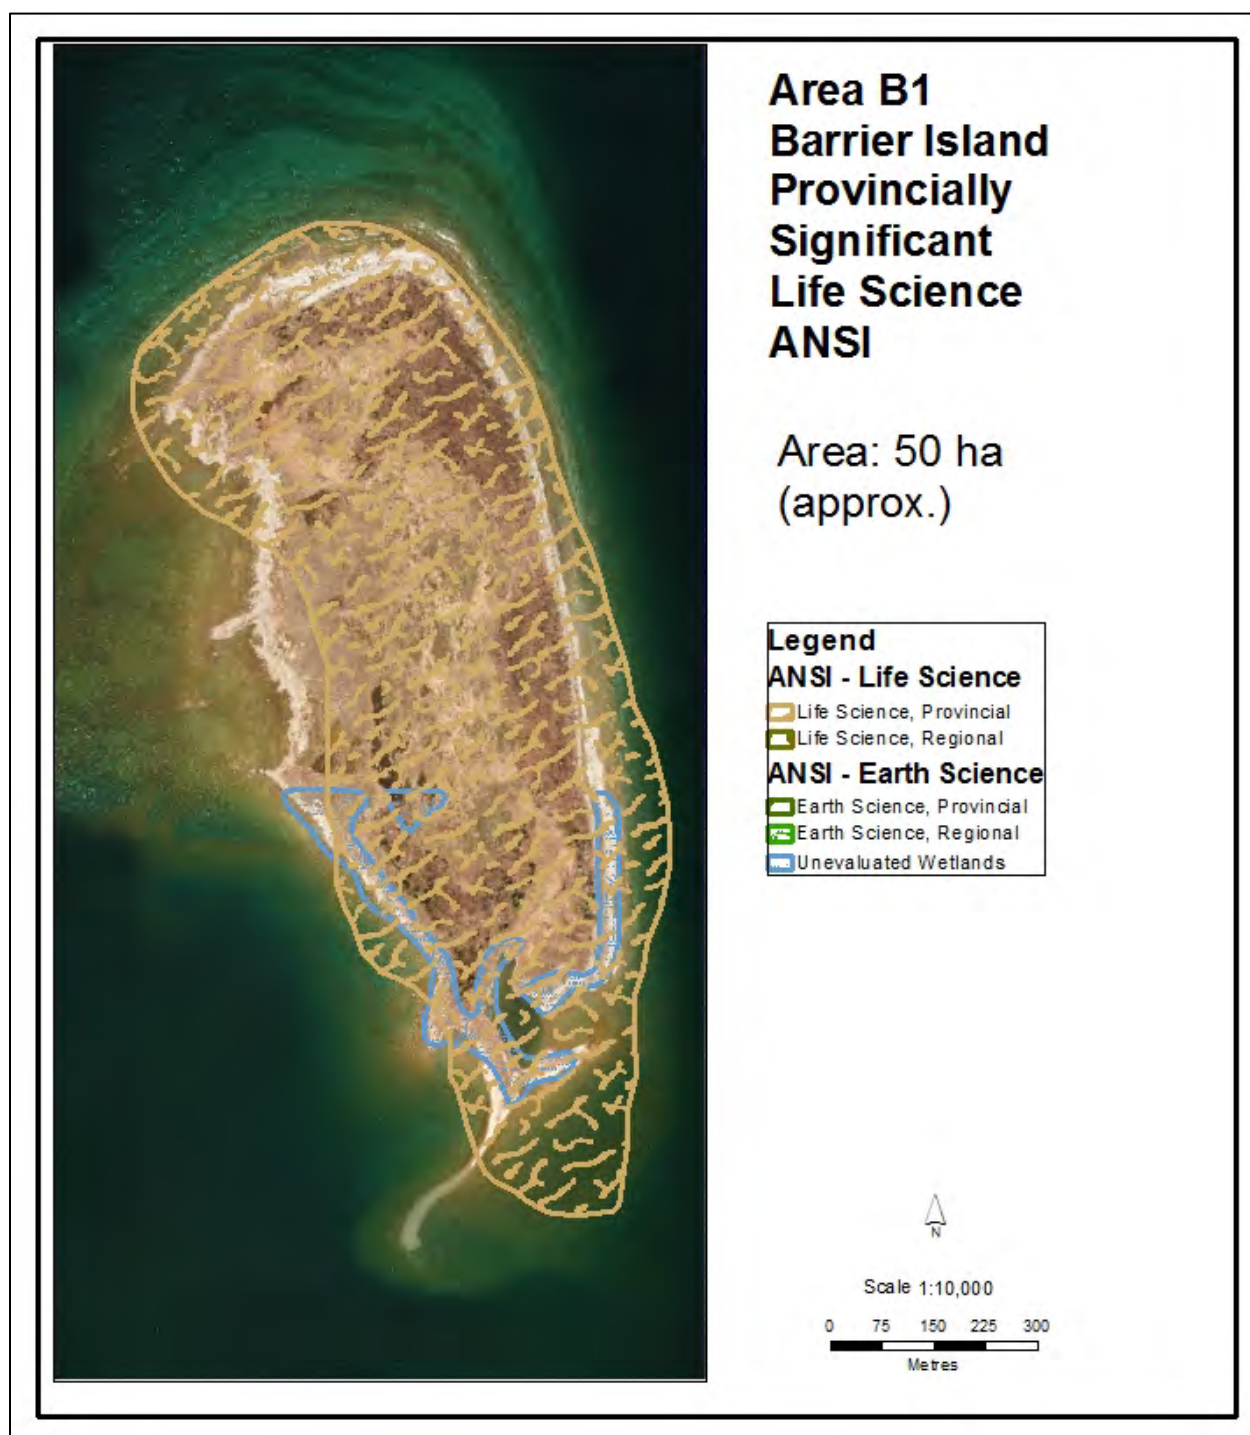 Area B1
Barrier Island
Provincially
Significant
Life Science
ANSI
Area: 50 ha
(approx.)
Legend
ANSI - Life Science
Life Science, Provincial
Life Science, Regional
ANSI - Earth Science
Earth Science, Provincial
Earth Science, Regional
Unevaluated Wetlands
N
Scale 1:10,000
0 75 150 225 300
Metres